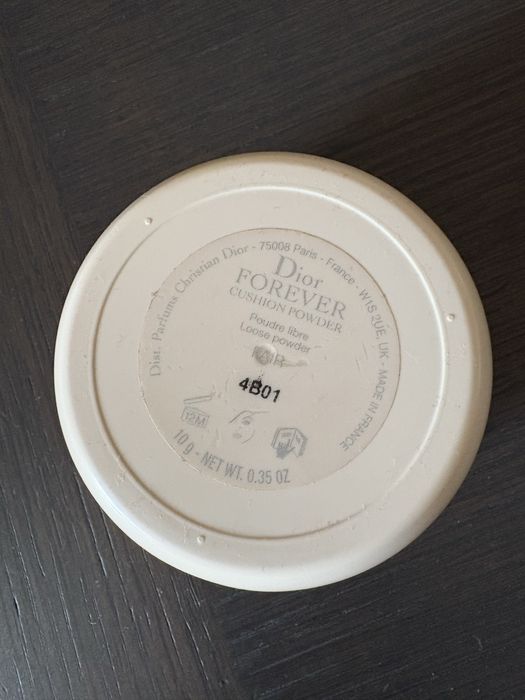 Dist. Parfums Christian Dior - 75008 Paris - France - W1S 2UE, UK - MADE IN FRANCE
Dior
FOREVER
CUSHION POWDER
Poudre libre
Loose powder
4B01
12M
10 g - NET WT. 0.35 OZ